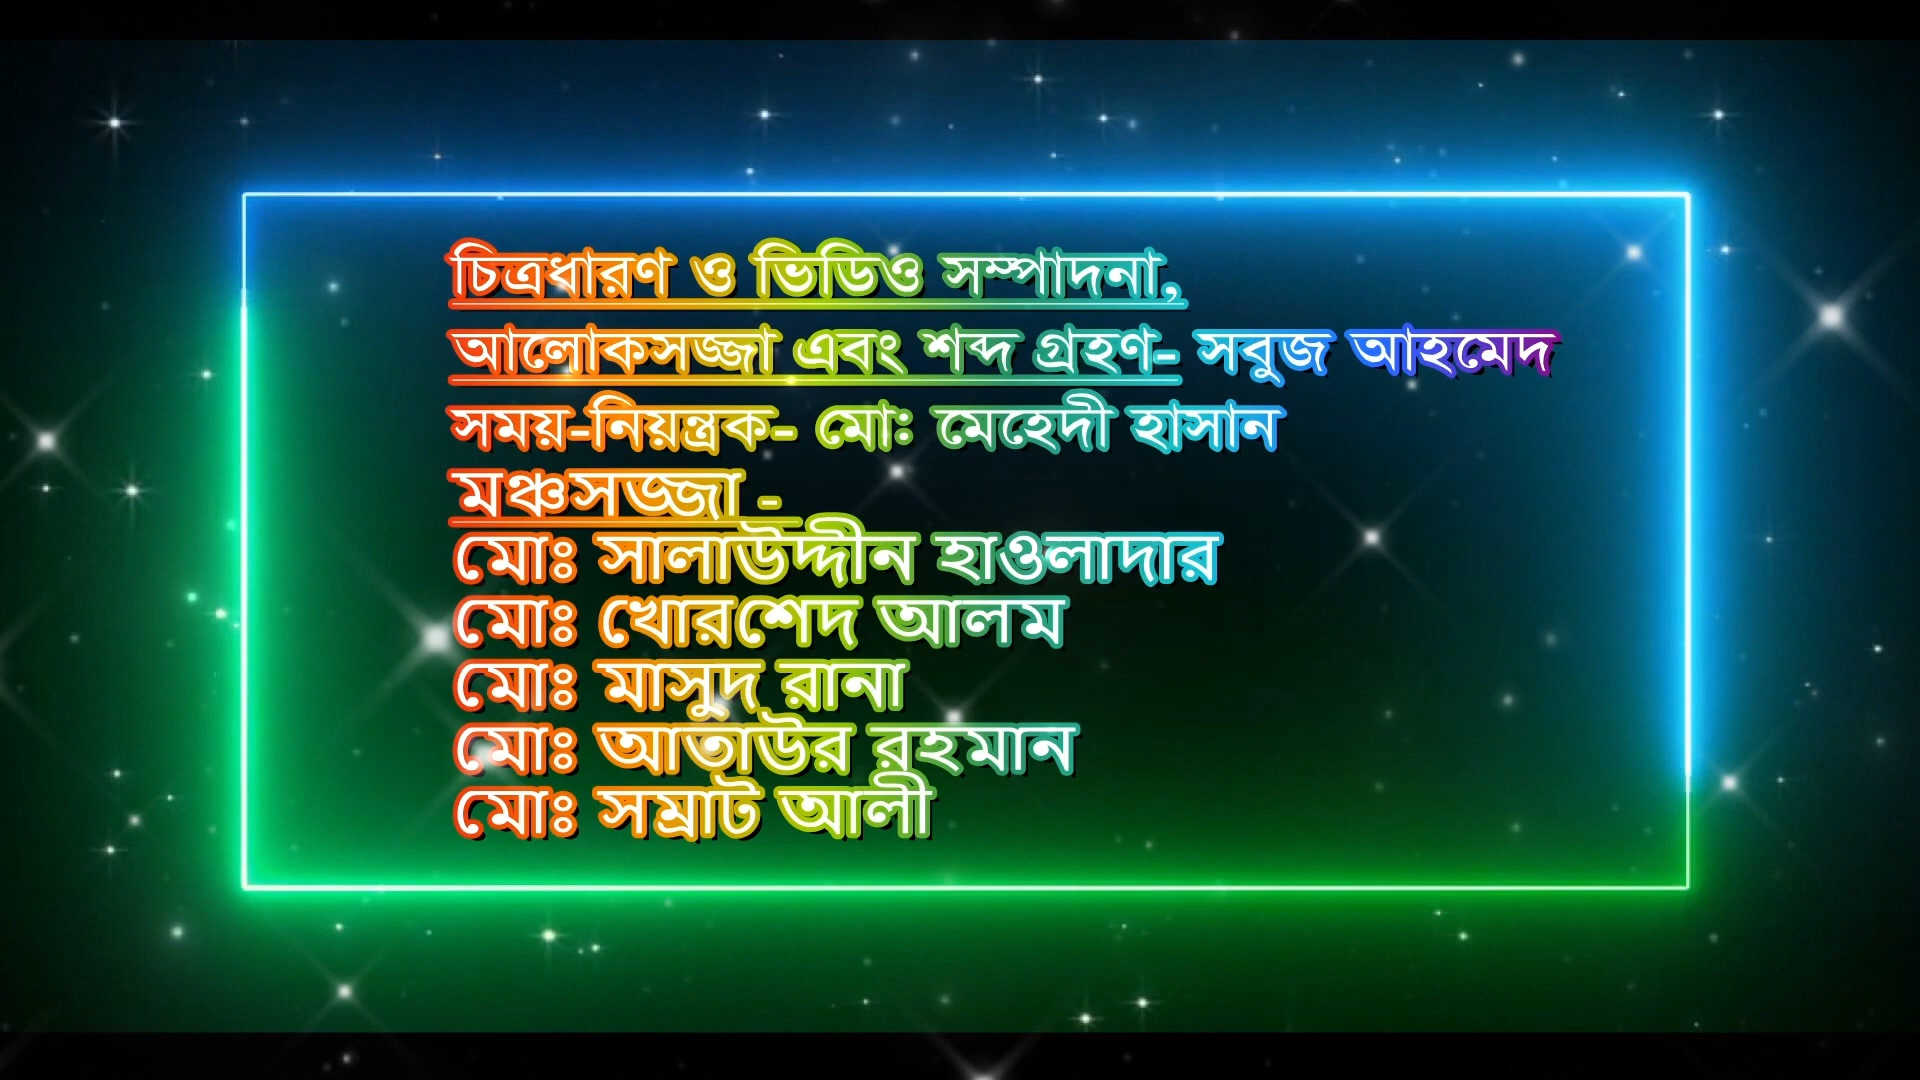 চিত্রধারণ ও ভিডিও সম্পাদনা,
আলোকসজ্জা এবং শব্দ গ্রহণ- সবুজ আহমেদ
সময়-নিয়ন্ত্রক- মোঃ মেহেদী হাসান
মঞ্চসজ্জা -
মোঃ সালাউদ্দীন হাওলাদার
মোঃ খোরশেদ আলম
মোঃ মাসুদ রানা
মোঃ আতাউর রহমান
মোঃ সম্রাট আলী